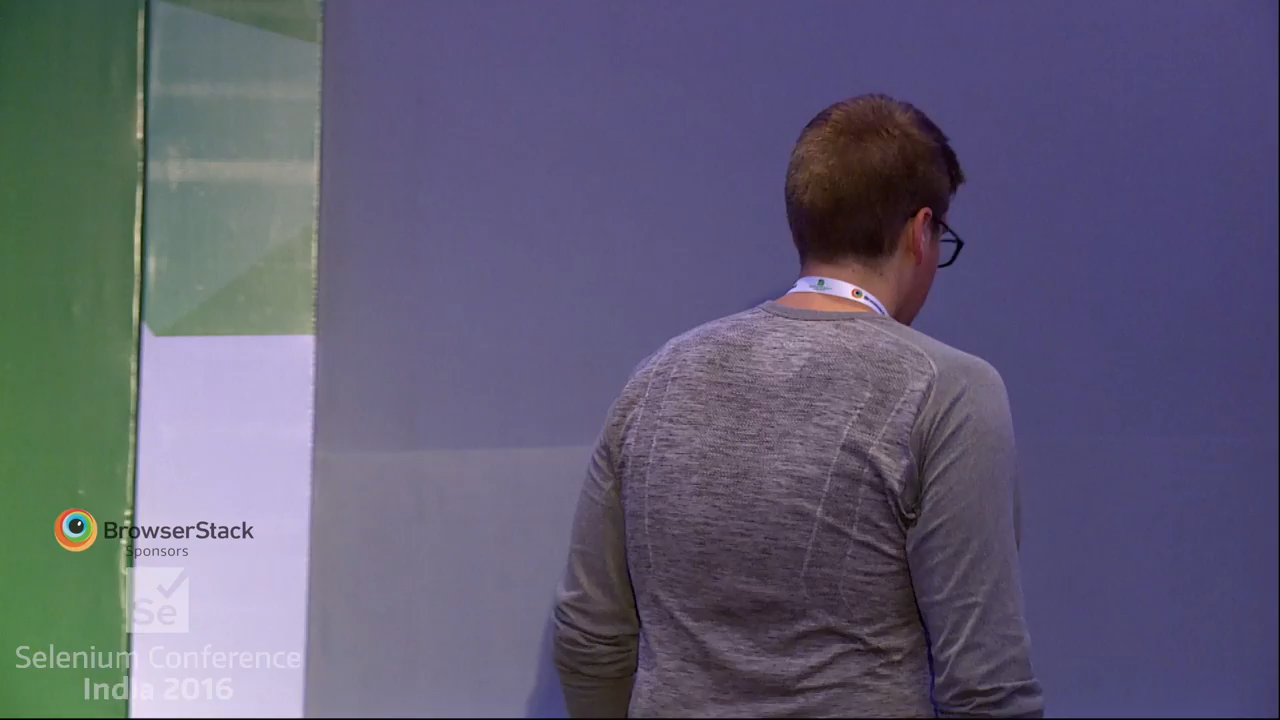 BrowserStack
Sponsors
Se
Selenium Conference
India 2016